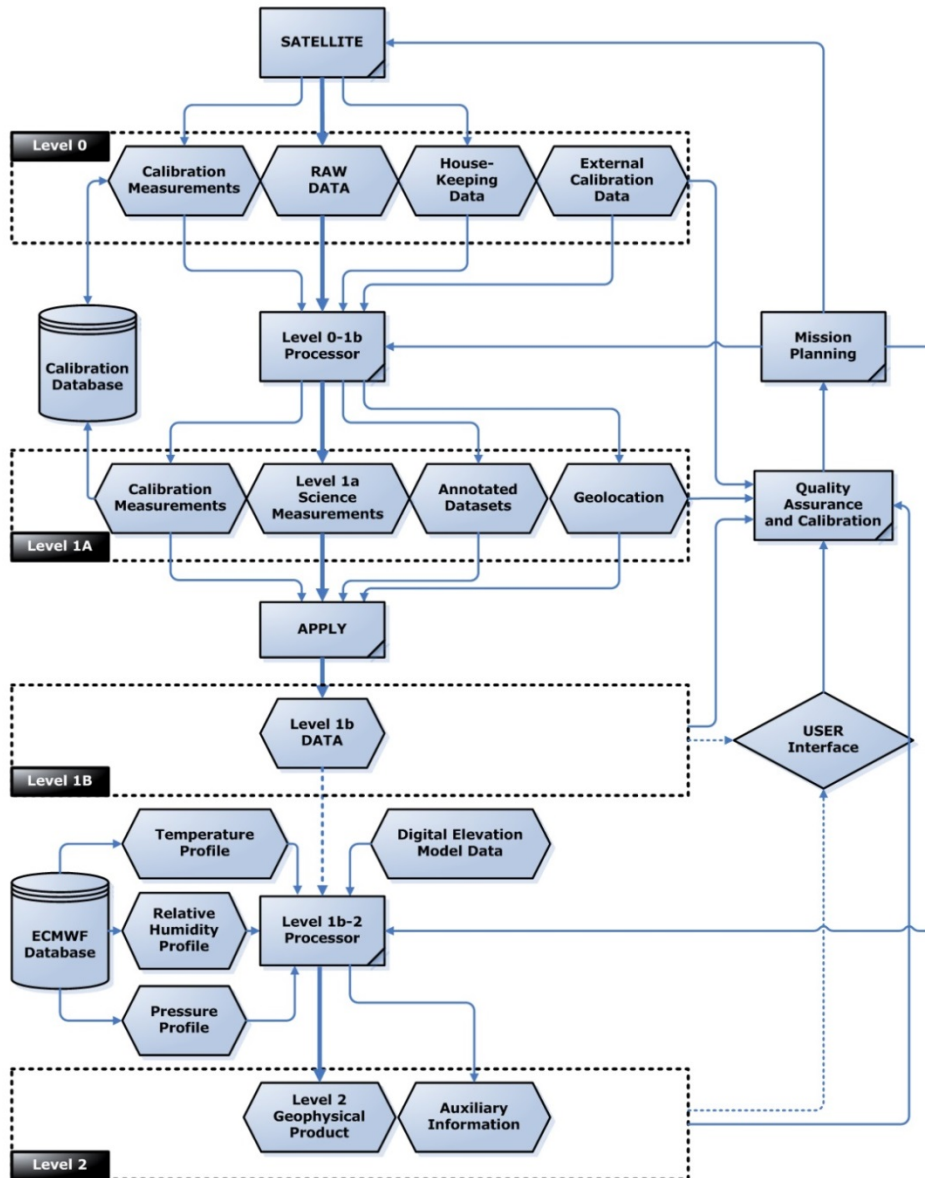 SATELLITE
Level 0
Calibration
Measurements
RAW
DATA
House-
Keeping
Data
External
Calibration
Data
Calibration
Database
Level 0-1b
Processor
Mission
Planning
Calibration
Measurements
Level 1a
Science
Measurements
Annotated
Datasets
Geolocation
Quality
Assurance
and Calibration
Level 1A
APPLY
Level 1b
DATA
USER
Interface
Level 1B
Temperature
Profile
Digital Elevation
Model Data
ECMWF
Database
Relative
Humidity
Profile
Level 1b-2
Processor
Pressure
Profile
Level 2
Geophysical
Product
Auxiliary
Information
Level 2